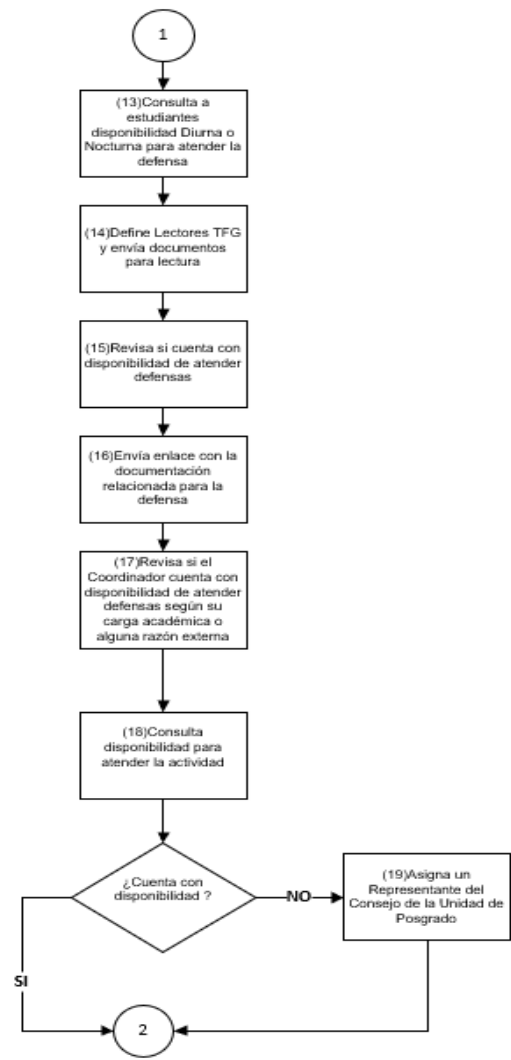 1
(13)Consulta a
estudiantes
disponibilidad Diurna o
Nocturna para atender la
defensa
(14)Define Lectores TFG
y envía documentos
para lectura
(15)Revisa si cuenta con
disponibilidad de atender
defensas
(16)Envía enlace con la
documentación
relacionada para la
defensa
(17)Revisa si el
Coordinador cuenta con
disponibilidad de atender
defensas según su
carga académica o
alguna razón externa
(18)Consulta
disponibilidad para
atender la actividad
¿Cuenta con
disponibilidad ?
NO
(19)Asigna un
Representante del
Consejo de la Unidad de
Posgrado
SI
2